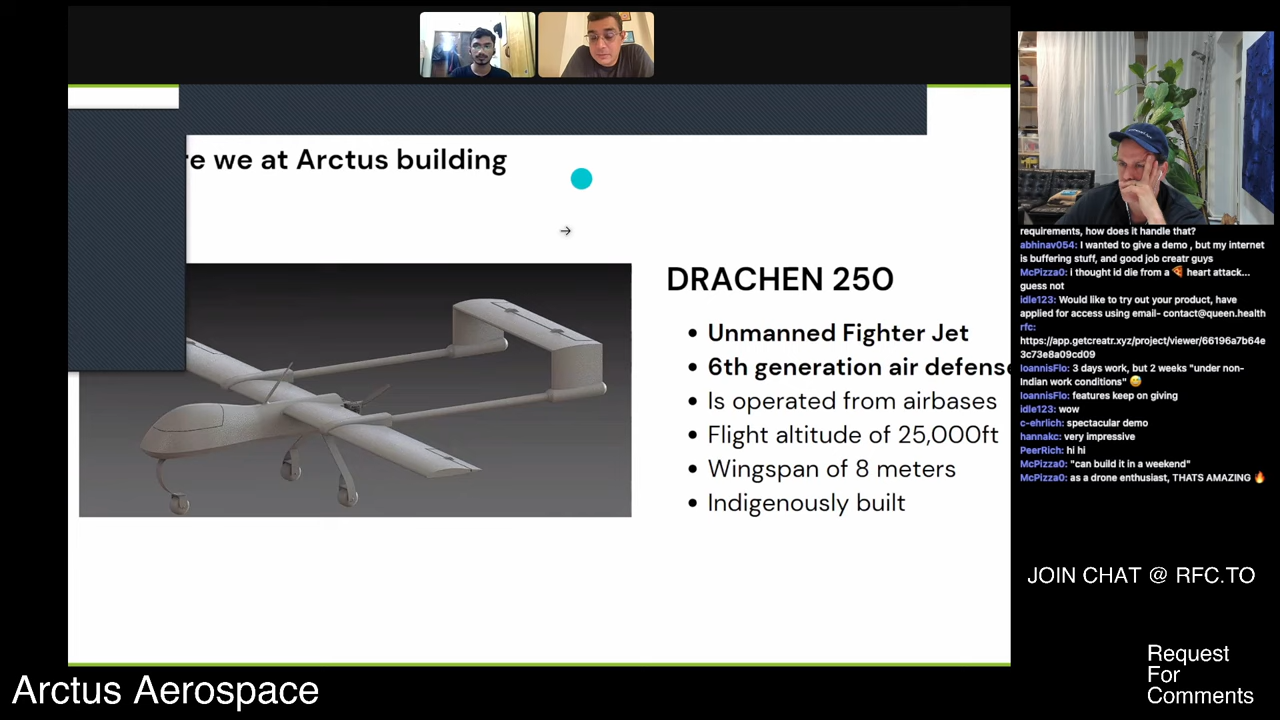 re we at Arctus building
DRACHEN 250
Unmanned Fighter Jet
6th generation air defens
Is operated from airbases
Flight altitude of 25,000ft
Wingspan of 8 meters
Indigenously built
requirements, how does it handle that?
abhinav054: I wanted to give a demo , but my internet
is buffering stuff, and good job creatr guys
McPizza0: i thought id die from a 🍕 heart attack...
guess not
idle123: Would like to try out your product, have
applied for access using email- contact@queen.health
rfc:
https://app.getcreatr.xyz/project/viewer/66196a7b64e
3c73e8a09cd09
IoannisFlo: 3 days work, but 2 weeks "under non-
Indian work conditions" 😅
IoannisFlo: features keep on giving
idle123: wow
c-ehrlich: spectacular demo
hannakc: very impressive
PeerRich: hi hi
McPizza0: "can build it in a weekend"
McPizza0: as a drone enthusiast, THATS AMAZING 🔥
JOIN CHAT @ RFC.TO
Request
For
Comments
Arctus Aerospace